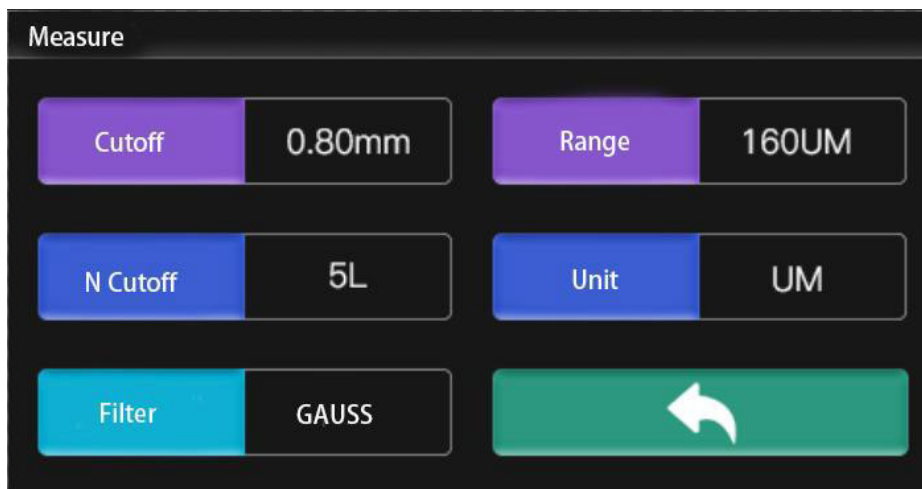 Measure
Cutoff 0.80mm Range 160UM
N Cutoff 5L Unit UM
Filter GAUSS